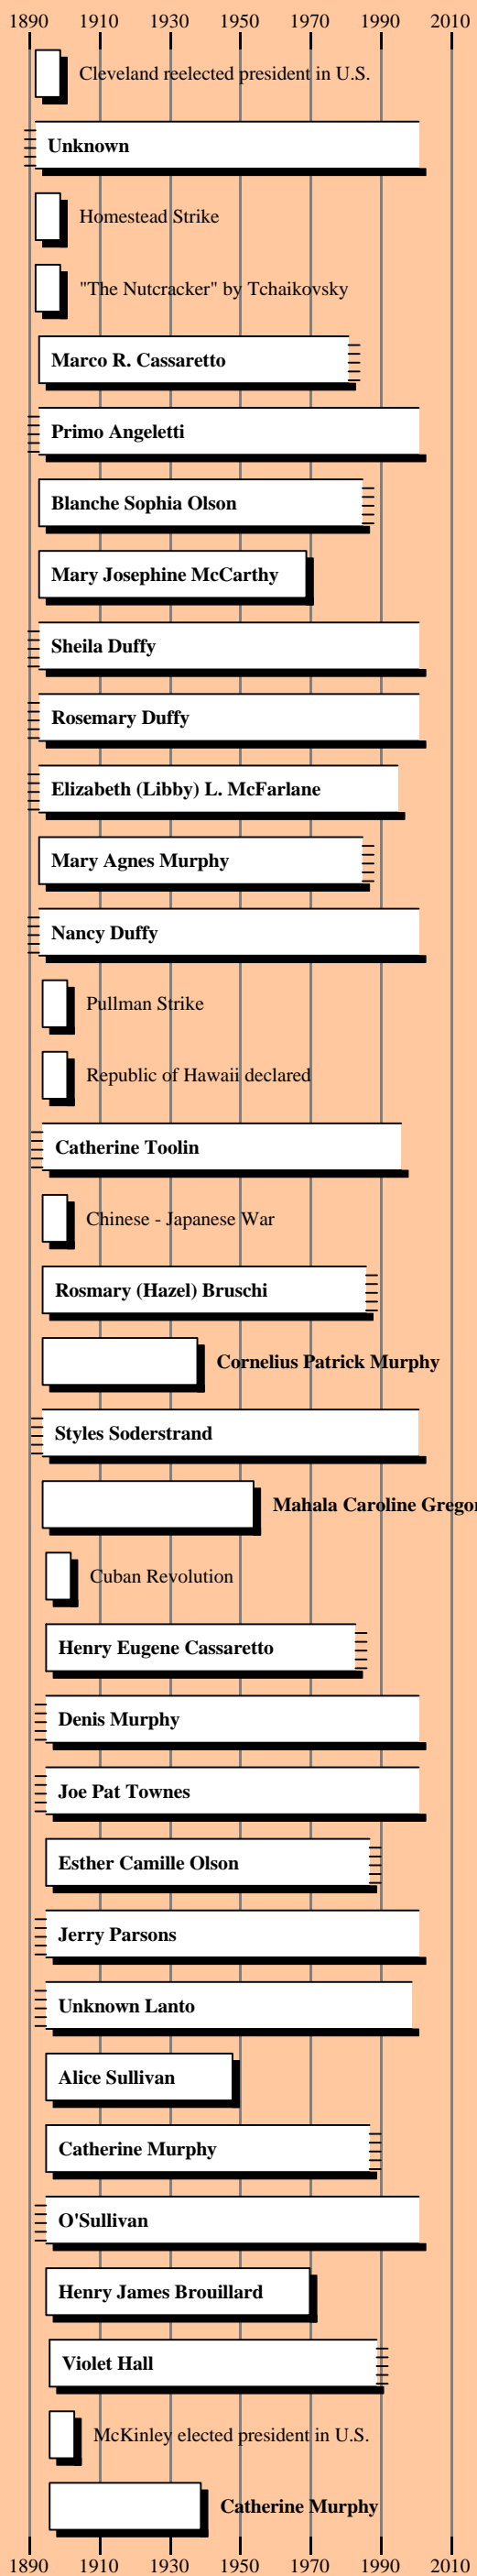 1890 1910 1930 1950 1970 1990 2010
Cleveland reelected president in U.S.
Unknown
Homestead Strike
"The Nutcracker" by Tchaikovsky
Marco R. Cassaretto
Primo Angeletti
Blanche Sophia Olson
Mary Josephine McCarthy
Sheila Duffy
Rosemary Duffy
Elizabeth (Libby) L. McFarlane
Mary Agnes Murphy
Nancy Duffy
Pullman Strike
Republic of Hawaii declared
Catherine Toolin
Chinese - Japanese War
Rosmary (Hazel) Bruschi
Cornelius Patrick Murphy
Styles Soderstrand
Mahala Caroline Gregor
Cuban Revolution
Henry Eugene Cassaretto
Denis Murphy
Joe Pat Townes
Esther Camille Olson
Jerry Parsons
Unknown Lanto
Alice Sullivan
Catherine Murphy
O'Sullivan
Henry James Brouillard
Violet Hall
McKinley elected president in U.S.
Catherine Murphy
1890 1910 1930 1950 1970 1990 2010